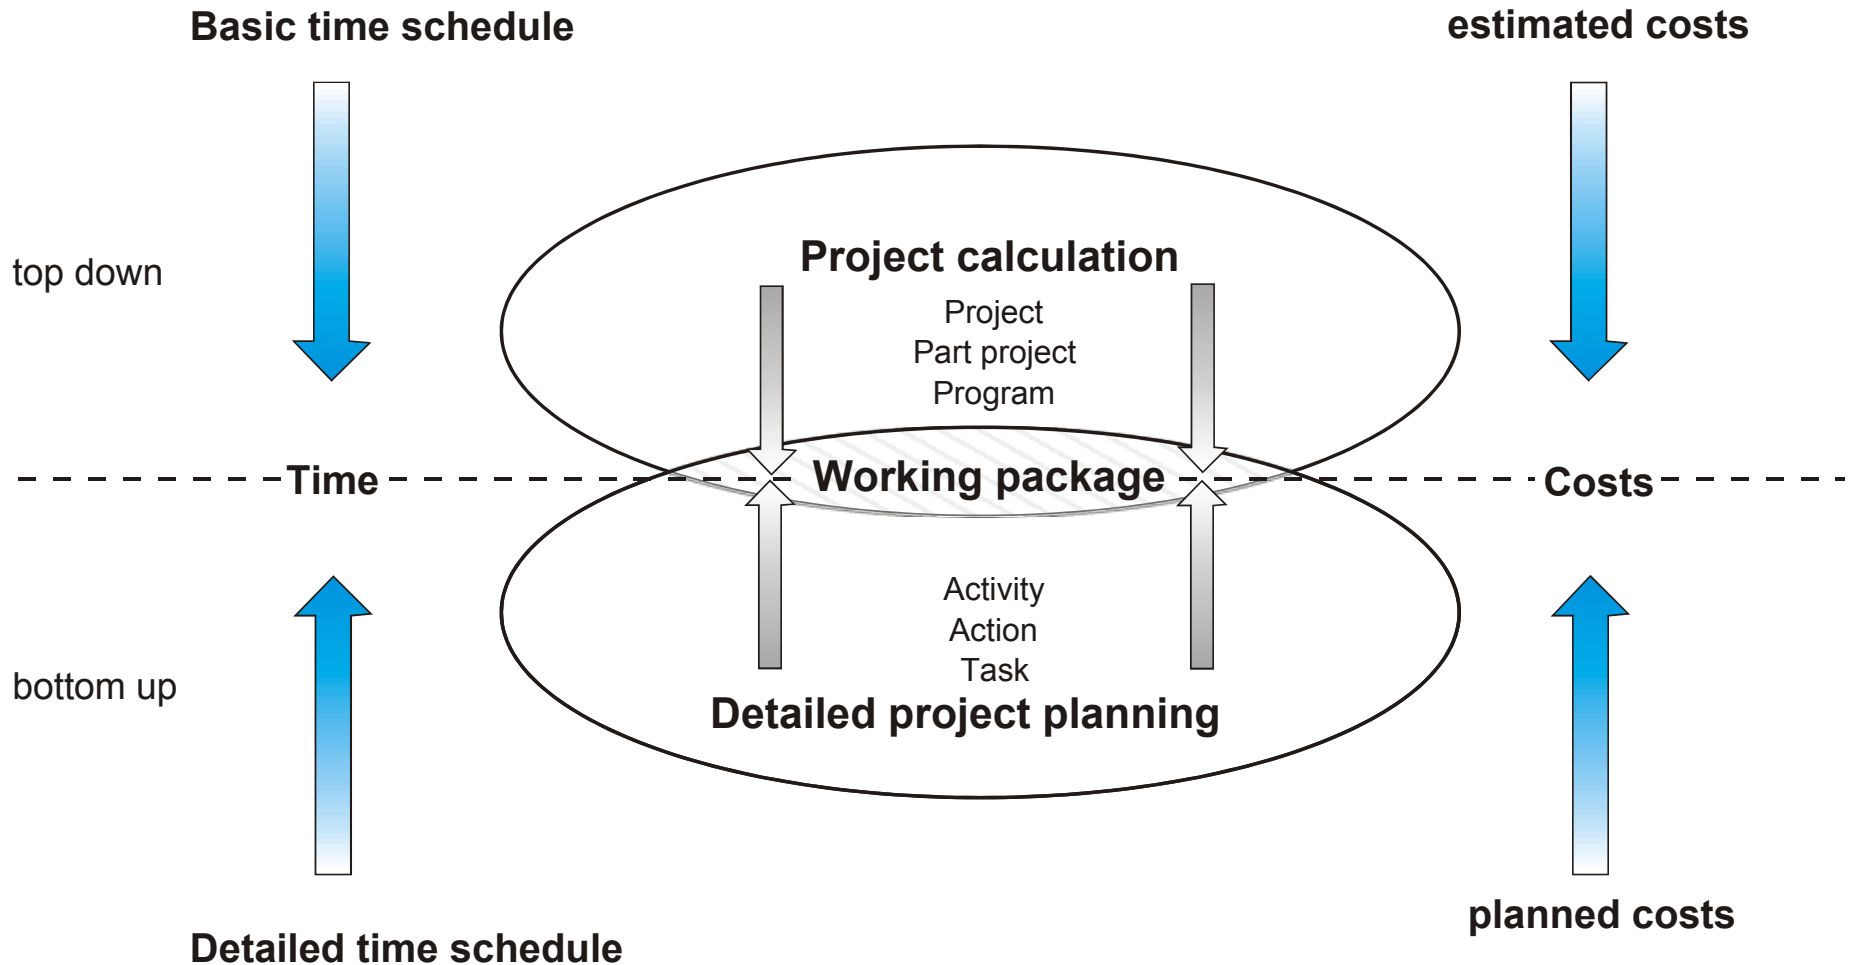 Basic time schedule
estimated costs
top down
Project calculation
Project
Part project
Program
Time
Working package
Costs
Activity
Action
Task
bottom up
Detailed project planning
planned costs
Detailed time schedule